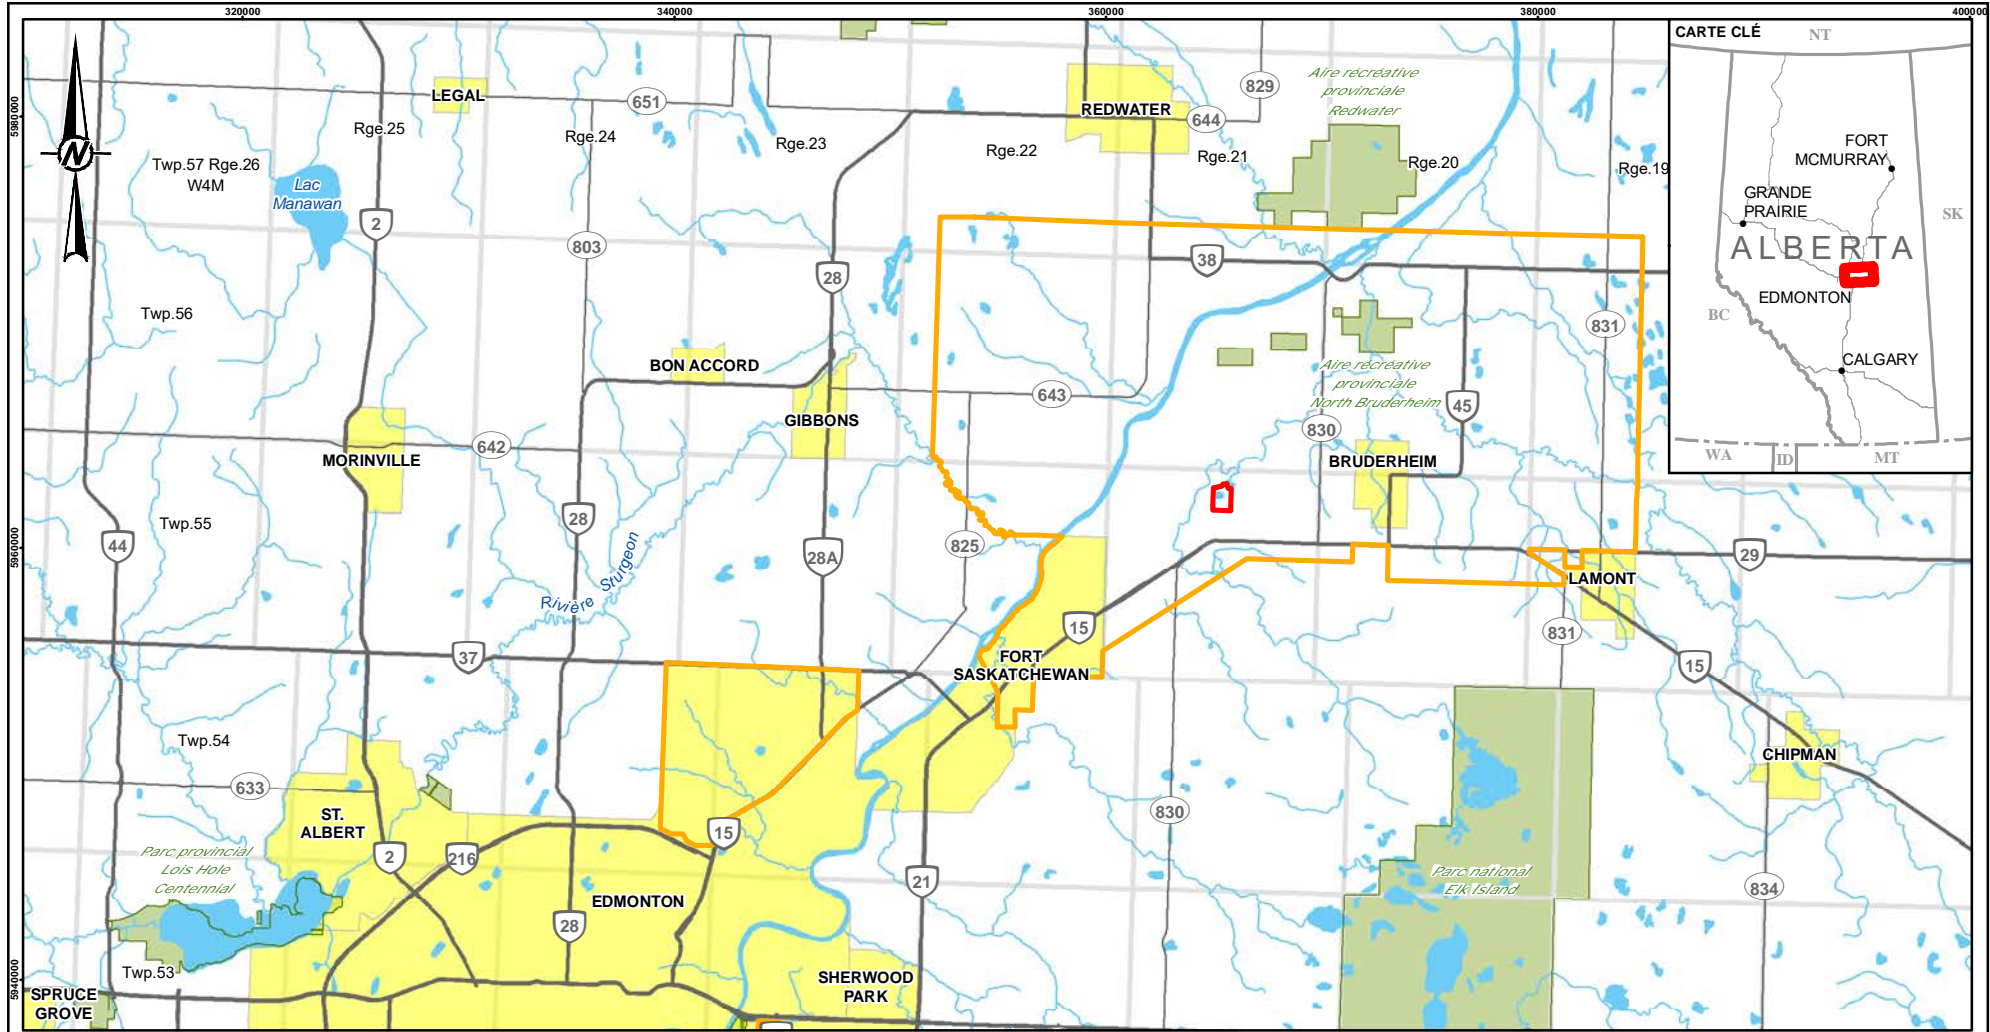 320000
340000
360000
380000
400000
5980000
5960000
5940000
CARTE CLÉ
NT
FORT
MCMURRAY
GRANDE
PRAIRIE
SK
ALBERTA
EDMONTON
BC
CALGARY
WA
ID
MT
N
LEGAL
651
REDWATER
644
829
Aire récréative
provinciale
Redwater
Rge.25
Rge.24
Rge.23
Rge.22
Rge.21
Rge.20
Rge.19
Twp.57 Rge.26
W4M
Lac
Manawan
2
803
28
38
Twp.56
831
BON ACCORD
643
Aire récréative
provinciale
North Bruderheim
45
GIBBONS
830
642
MORINVILLE
BRUDERHEIM
Twp.55
44
28
28A
825
29
Rivière Sturgeon
LAMONT
15
831
37
FORT
SASKATCHEWAN
15
Twp.54
CHIPMAN
633
ST.
ALBERT
15
830
2
216
Parc provincial
Lois Hole
Centennial
21
Parc national
Elk Island
834
EDMONTON
28
Twp.53
SHERWOOD
PARK
SPRUCE
GROVE